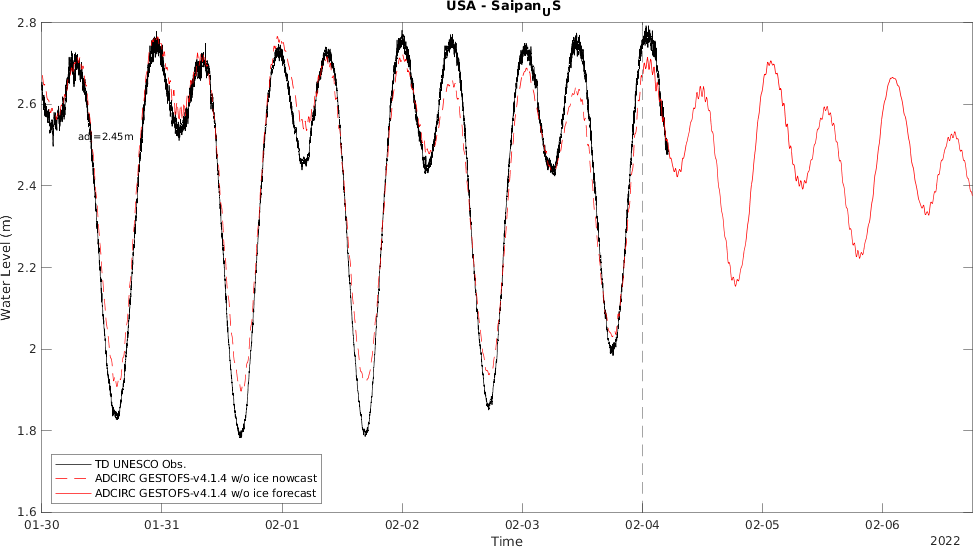 USA - Saipan_US
2.8
2.6
2.4
2.2
2
1.8
1.6
Water Level (m)
ad =2.45m
TD UNESCO Obs.
ADCIRC GESTOFS-v4.1.4 w/o ice nowcast
ADCIRC GESTOFS-v4.1.4 w/o ice forecast
01-30 01-31 02-01 02-02 02-03 02-04 02-05 02-06
Time
2022